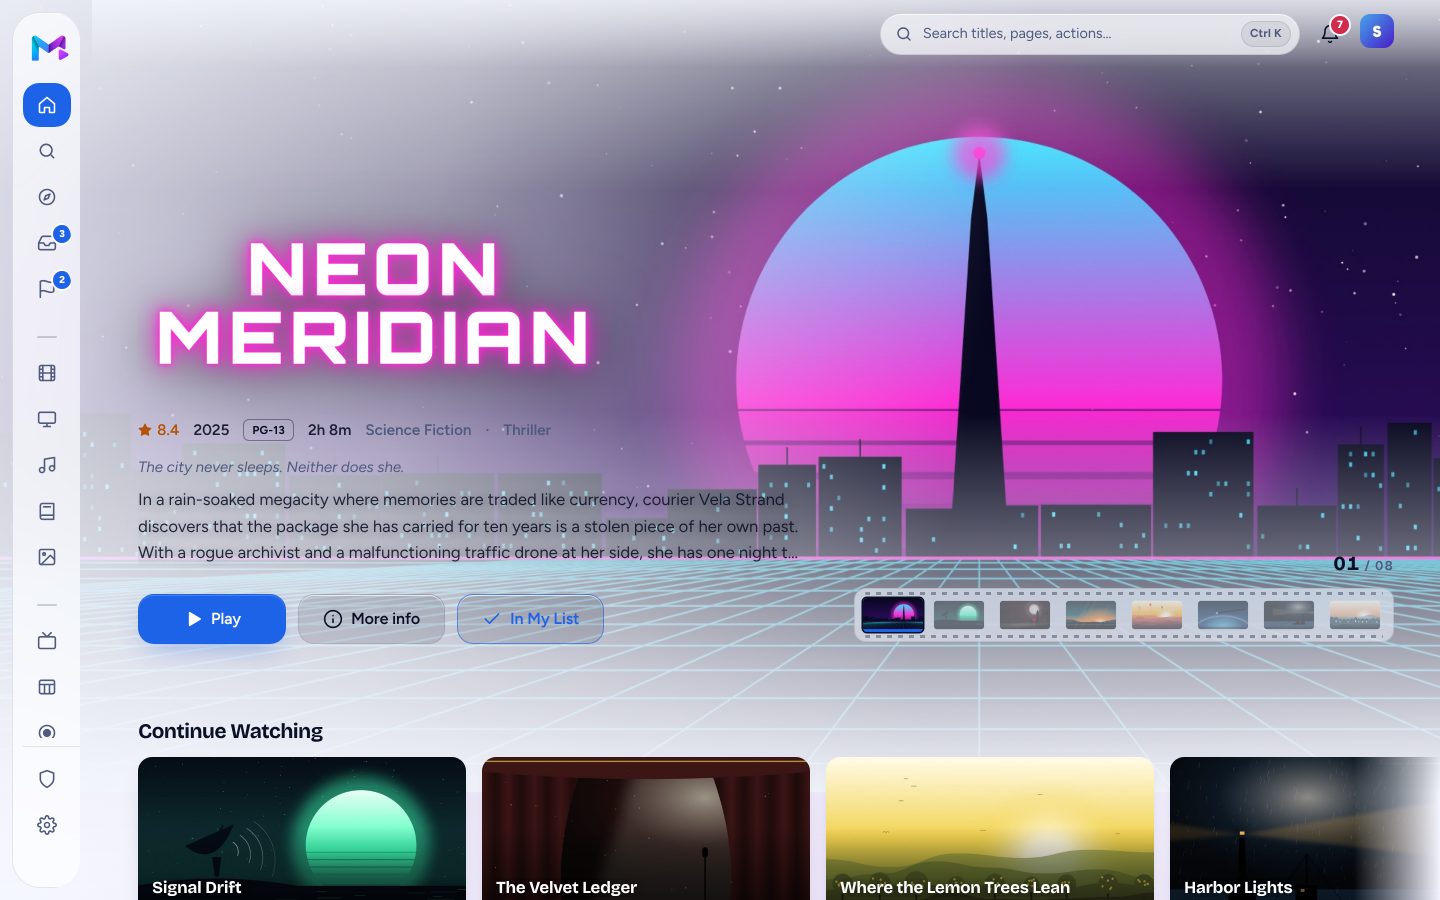 Search titles, pages, actions...
Ctrl K
7
S
3
2
NEON
MERIDIAN
8.4 2025 PG-13 2h 8m Science Fiction · Thriller
The city never sleeps. Neither does she.
In a rain-soaked megacity where memories are traded like currency, courier Vela Strand
discovers that the package she has carried for ten years is a stolen piece of her own past.
With a rogue archivist and a malfunctioning traffic drone at her side, she has one night t...
01 / 08
Play
More info
In My List
Continue Watching
Signal Drift
The Velvet Ledger
Where the Lemon Trees Lean
Harbor Lights